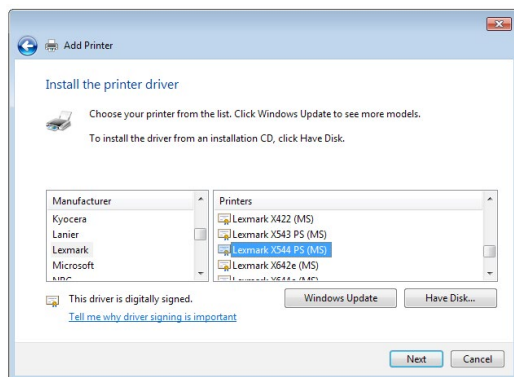 Add Printer
Install the printer driver
Choose your printer from the list. Click Windows Update to see more models.
To install the driver from an installation CD, click Have Disk.
Manufacturer
Kyocera
Lanier
Lexmark
Microsoft
Printers
Lexmark X422 (MS)
Lexmark X543 PS (MS)
Lexmark X544 PS (MS)
Lexmark X642e (MS)
This driver is digitally signed.
Tell me why driver signing is important
Windows Update
Have Disk...
Next
Cancel